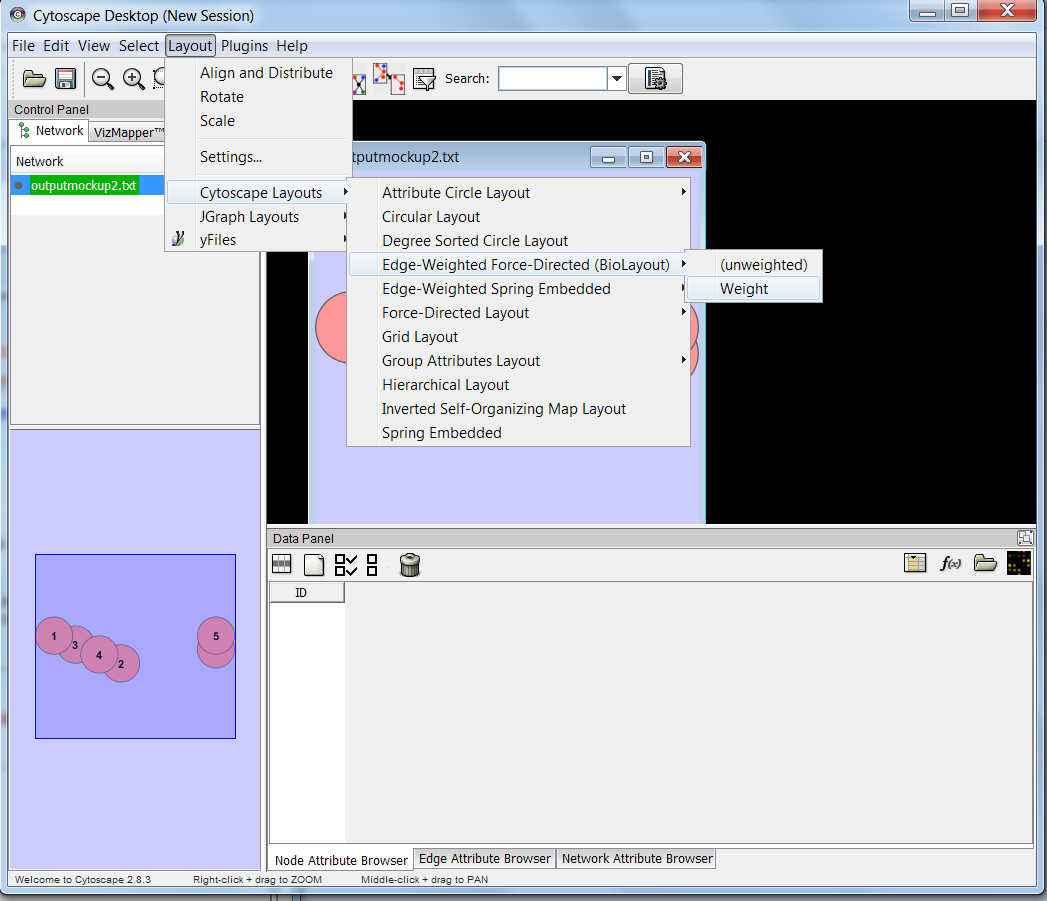 Cytoscape Desktop (New Session)
File Edit View Select Layout Plugins Help
Search:
Control Panel
Network VizMapper™
Network
outputmockup2.txt
Align and Distribute
Rotate
Scale
Settings...
Cytoscape Layouts
JGraph Layouts
yFiles
tputmockup2.txt
Attribute Circle Layout
Circular Layout
Degree Sorted Circle Layout
Edge-Weighted Force-Directed (BioLayout)
Edge-Weighted Spring Embedded
Force-Directed Layout
Grid Layout
Group Attributes Layout
Hierarchical Layout
Inverted Self-Organizing Map Layout
Spring Embedded
(unweighted)
Weight
1
3
4
2
5
Data Panel
f(x)
ID
Node Attribute Browser Edge Attribute Browser Network Attribute Browser
Welcome to Cytoscape 2.8.3 Right-click + drag to ZOOM Middle-click + drag to PAN